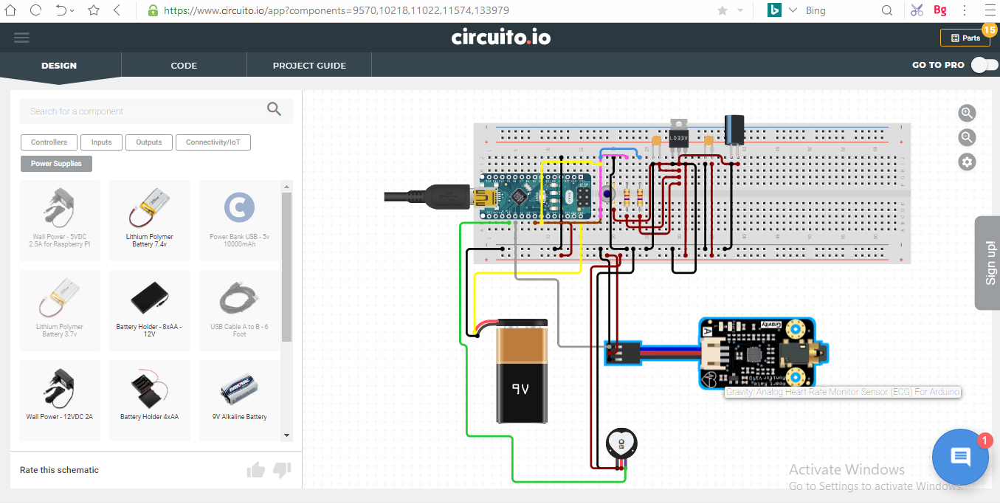 https://www.circuito.io/app?components=9570,10218,11022,11574,133979
Bing
Bg
circuito.io
Parts
15
DESIGN
CODE
PROJECT GUIDE
GO TO PRO
Search for a component
Controllers
Inputs
Outputs
Connectivity/IoT
Power Supplies
Wall Power - 5VDC
2.5A for Raspberry Pi
Lithium Polymer
Battery 7.4v
Power Bank USB - 5v
10000mAh
Lithium Polymer
Battery 3.7v
Battery Holder - 8xAA -
12V
USB Cable A to B - 6
Foot
Wall Power - 12VDC 2A
Battery Holder 4xAA
9V Alkaline Battery
Rate this schematic
LD33V
9V
Gravity
A
Heart Rate
Monitor
Gravity: Analog Heart Rate Monitor Sensor (ECG) For Arduino
Sign up!
1
Activate Windows
Go to Settings to activate Windows.